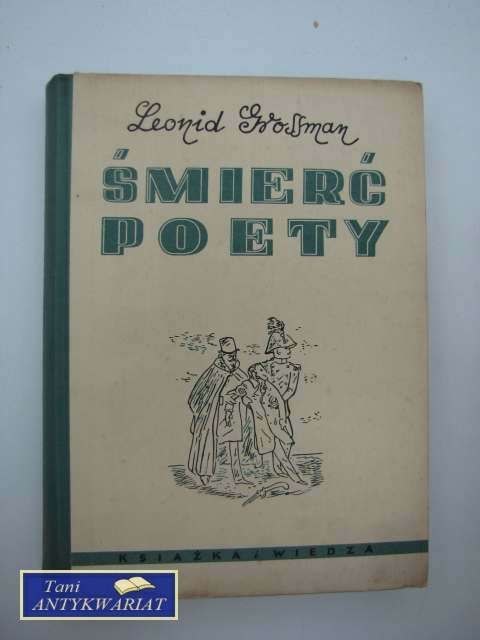 Leonid Grossman
ŚMIERĆ
POETY
KSIĄŻKA i WIEDZA
Tani
ANTYKWARIAT